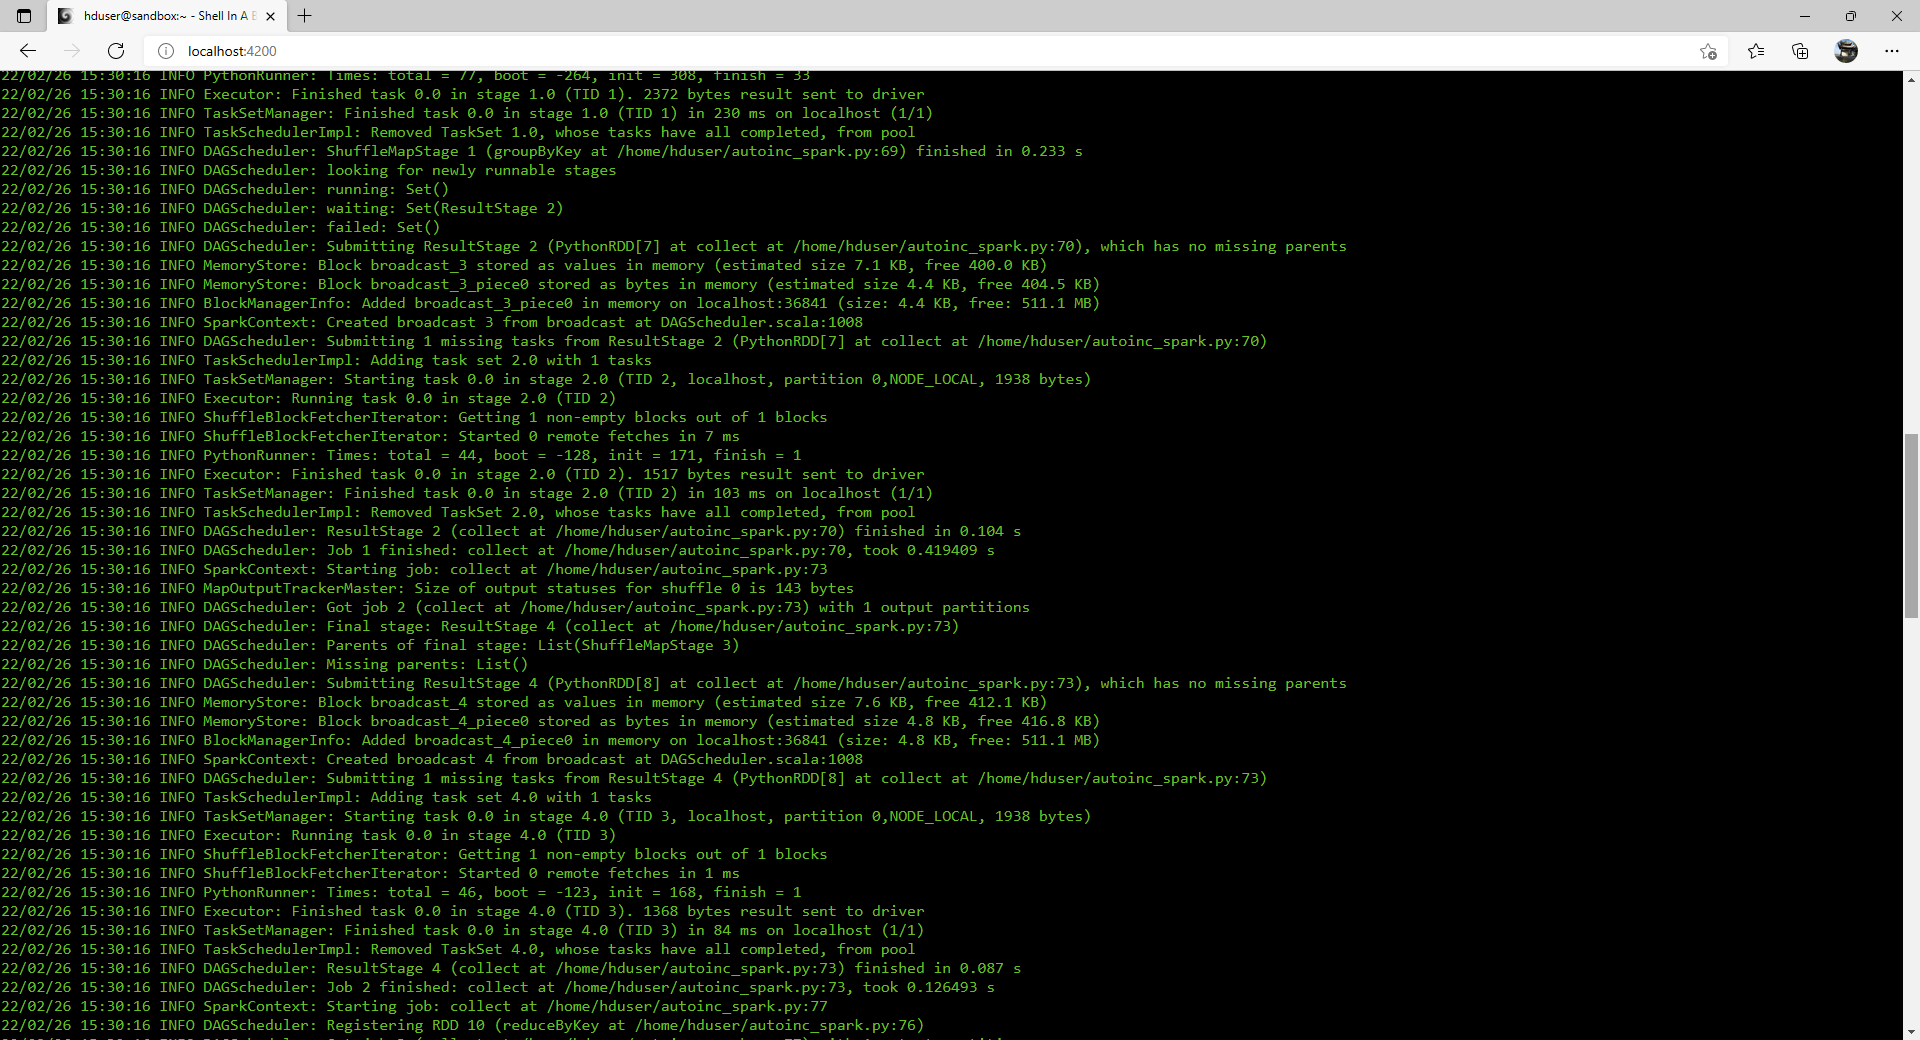 hduser@sandbox:~ - Shell In A B
localhost:4200
22/02/26 15:30:16 INFO PythonRunner: Times: total = 77, boot = -264, init = 308, finish = 33
22/02/26 15:30:16 INFO Executor: Finished task 0.0 in stage 1.0 (TID 1). 2372 bytes result sent to driver
22/02/26 15:30:16 INFO TaskSetManager: Finished task 0.0 in stage 1.0 (TID 1) in 230 ms on localhost (1/1)
22/02/26 15:30:16 INFO TaskSchedulerImpl: Removed TaskSet 1.0, whose tasks have all completed, from pool
22/02/26 15:30:16 INFO DAGScheduler: ShuffleMapStage 1 (groupByKey at /home/hduser/autoinc_spark.py:69) finished in 0.233 s
22/02/26 15:30:16 INFO DAGScheduler: looking for newly runnable stages
22/02/26 15:30:16 INFO DAGScheduler: running: Set()
22/02/26 15:30:16 INFO DAGScheduler: waiting: Set(ResultStage 2)
22/02/26 15:30:16 INFO DAGScheduler: failed: Set()
22/02/26 15:30:16 INFO DAGScheduler: Submitting ResultStage 2 (PythonRDD[7] at collect at /home/hduser/autoinc_spark.py:70), which has no missing parents
22/02/26 15:30:16 INFO MemoryStore: Block broadcast_3 stored as values in memory (estimated size 7.1 KB, free 400.0 KB)
22/02/26 15:30:16 INFO MemoryStore: Block broadcast_3_piece0 stored as bytes in memory (estimated size 4.4 KB, free 404.5 KB)
22/02/26 15:30:16 INFO BlockManagerInfo: Added broadcast_3_piece0 in memory on localhost:36841 (size: 4.4 KB, free: 511.1 MB)
22/02/26 15:30:16 INFO SparkContext: Created broadcast 3 from broadcast at DAGScheduler.scala:1008
22/02/26 15:30:16 INFO DAGScheduler: Submitting 1 missing tasks from ResultStage 2 (PythonRDD[7] at collect at /home/hduser/autoinc_spark.py:70)
22/02/26 15:30:16 INFO TaskSchedulerImpl: Adding task set 2.0 with 1 tasks
22/02/26 15:30:16 INFO TaskSetManager: Starting task 0.0 in stage 2.0 (TID 2, localhost, partition 0,NODE_LOCAL, 1938 bytes)
22/02/26 15:30:16 INFO Executor: Running task 0.0 in stage 2.0 (TID 2)
22/02/26 15:30:16 INFO ShuffleBlockFetcherIterator: Getting 1 non-empty blocks out of 1 blocks
22/02/26 15:30:16 INFO ShuffleBlockFetcherIterator: Started 0 remote fetches in 7 ms
22/02/26 15:30:16 INFO PythonRunner: Times: total = 44, boot = -128, init = 171, finish = 1
22/02/26 15:30:16 INFO Executor: Finished task 0.0 in stage 2.0 (TID 2). 1517 bytes result sent to driver
22/02/26 15:30:16 INFO TaskSetManager: Finished task 0.0 in stage 2.0 (TID 2) in 103 ms on localhost (1/1)
22/02/26 15:30:16 INFO TaskSchedulerImpl: Removed TaskSet 2.0, whose tasks have all completed, from pool
22/02/26 15:30:16 INFO DAGScheduler: ResultStage 2 (collect at /home/hduser/autoinc_spark.py:70) finished in 0.104 s
22/02/26 15:30:16 INFO DAGScheduler: Job 1 finished: collect at /home/hduser/autoinc_spark.py:70, took 0.419409 s
22/02/26 15:30:16 INFO SparkContext: Starting job: collect at /home/hduser/autoinc_spark.py:73
22/02/26 15:30:16 INFO MapOutputTrackerMaster: Size of output statuses for shuffle 0 is 143 bytes
22/02/26 15:30:16 INFO DAGScheduler: Got job 2 (collect at /home/hduser/autoinc_spark.py:73) with 1 output partitions
22/02/26 15:30:16 INFO DAGScheduler: Final stage: ResultStage 4 (collect at /home/hduser/autoinc_spark.py:73)
22/02/26 15:30:16 INFO DAGScheduler: Parents of final stage: List(ShuffleMapStage 3)
22/02/26 15:30:16 INFO DAGScheduler: Missing parents: List()
22/02/26 15:30:16 INFO DAGScheduler: Submitting ResultStage 4 (PythonRDD[8] at collect at /home/hduser/autoinc_spark.py:73), which has no missing parents
22/02/26 15:30:16 INFO MemoryStore: Block broadcast_4 stored as values in memory (estimated size 7.6 KB, free 412.1 KB)
22/02/26 15:30:16 INFO MemoryStore: Block broadcast_4_piece0 stored as bytes in memory (estimated size 4.8 KB, free 416.8 KB)
22/02/26 15:30:16 INFO BlockManagerInfo: Added broadcast_4_piece0 in memory on localhost:36841 (size: 4.8 KB, free: 511.1 MB)
22/02/26 15:30:16 INFO SparkContext: Created broadcast 4 from broadcast at DAGScheduler.scala:1008
22/02/26 15:30:16 INFO DAGScheduler: Submitting 1 missing tasks from ResultStage 4 (PythonRDD[8] at collect at /home/hduser/autoinc_spark.py:73)
22/02/26 15:30:16 INFO TaskSchedulerImpl: Adding task set 4.0 with 1 tasks
22/02/26 15:30:16 INFO TaskSetManager: Starting task 0.0 in stage 4.0 (TID 3, localhost, partition 0,NODE_LOCAL, 1938 bytes)
22/02/26 15:30:16 INFO Executor: Running task 0.0 in stage 4.0 (TID 3)
22/02/26 15:30:16 INFO ShuffleBlockFetcherIterator: Getting 1 non-empty blocks out of 1 blocks
22/02/26 15:30:16 INFO ShuffleBlockFetcherIterator: Started 0 remote fetches in 1 ms
22/02/26 15:30:16 INFO PythonRunner: Times: total = 46, boot = -123, init = 168, finish = 1
22/02/26 15:30:16 INFO Executor: Finished task 0.0 in stage 4.0 (TID 3). 1368 bytes result sent to driver
22/02/26 15:30:16 INFO TaskSetManager: Finished task 0.0 in stage 4.0 (TID 3) in 84 ms on localhost (1/1)
22/02/26 15:30:16 INFO TaskSchedulerImpl: Removed TaskSet 4.0, whose tasks have all completed, from pool
22/02/26 15:30:16 INFO DAGScheduler: ResultStage 4 (collect at /home/hduser/autoinc_spark.py:73) finished in 0.087 s
22/02/26 15:30:16 INFO DAGScheduler: Job 2 finished: collect at /home/hduser/autoinc_spark.py:73, took 0.126493 s
22/02/26 15:30:16 INFO SparkContext: Starting job: collect at /home/hduser/autoinc_spark.py:77
22/02/26 15:30:16 INFO DAGScheduler: Registering RDD 10 (reduceByKey at /home/hduser/autoinc_spark.py:76)